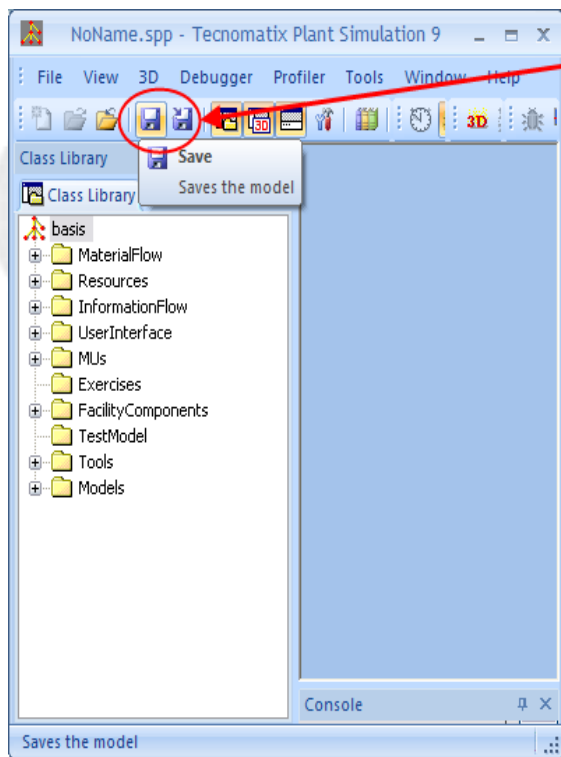 NoName.spp - Tecnomatix Plant Simulation 9
File View 3D Debugger Profiler Tools Window Help
3D 3D
Class Library
Save
Saves the model
Class Library
basis
MaterialFlow
Resources
InformationFlow
UserInterface
MUs
Exercises
FacilityComponents
TestModel
Tools
Models
Console
Saves the model